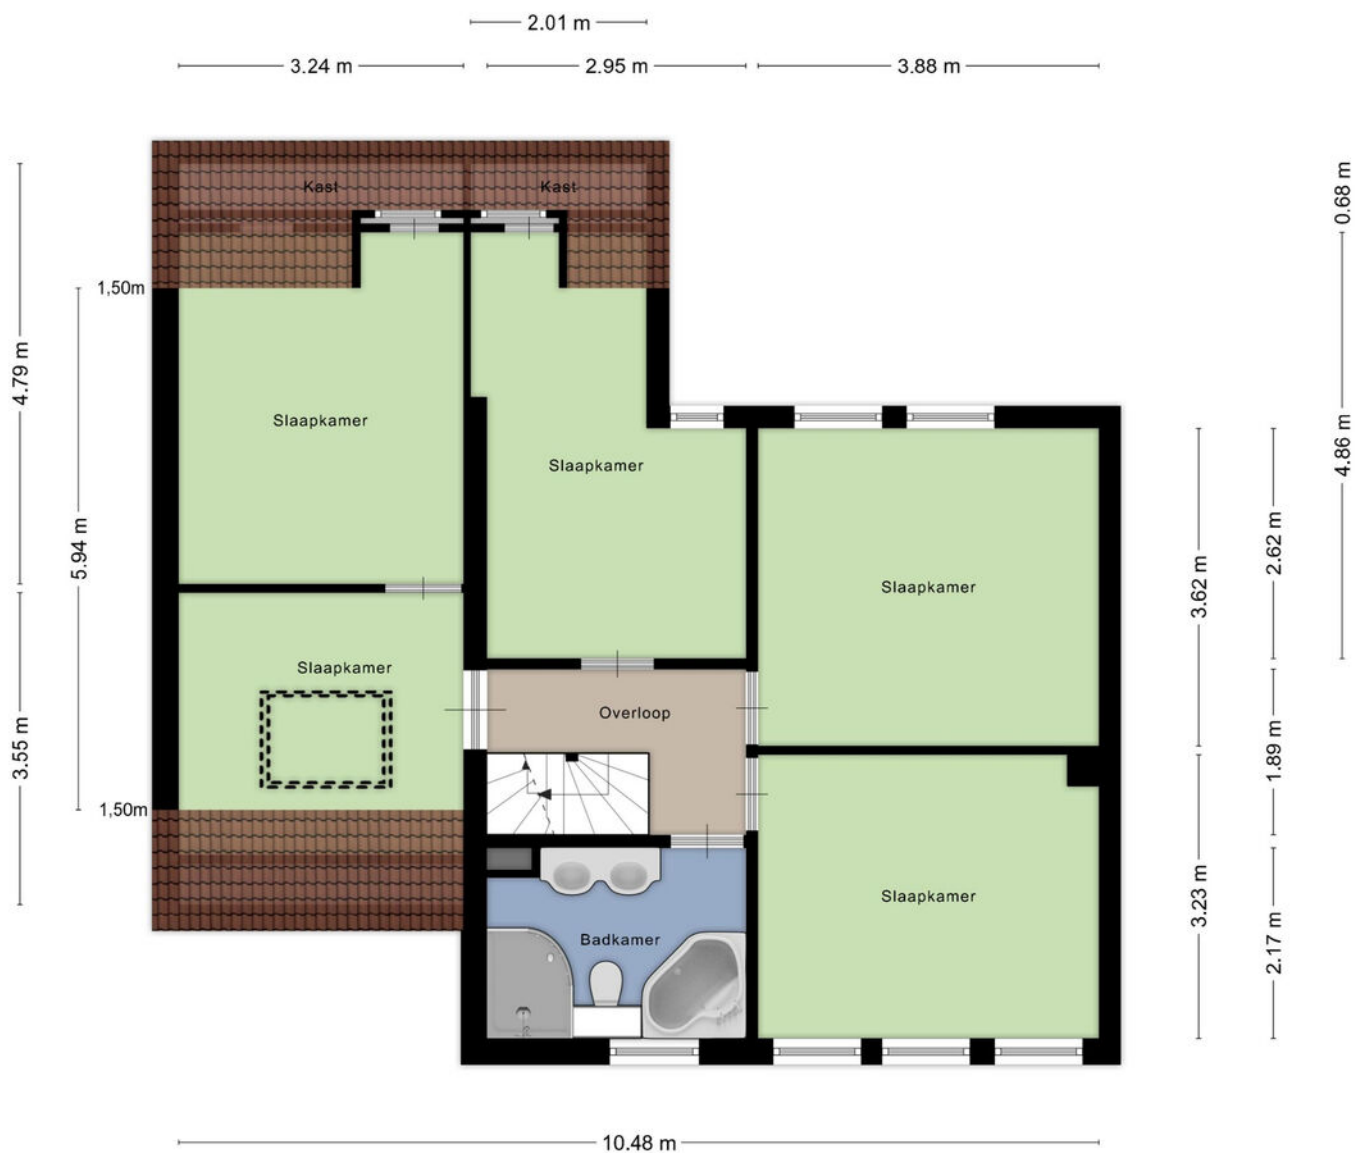 2.01 m
3.24 m
2.95 m
3.88 m
Kast
Kast
0.68 m
1,50m
4.79 m
Slaapkamer
4.86 m
Slaapkamer
5.94 m
2.62 m
3.62 m
Slaapkamer
Slaapkamer
Overloop
1.89 m
3.55 m
1,50m
Slaapkamer
3.23 m
Badkamer
2.17 m
10.48 m